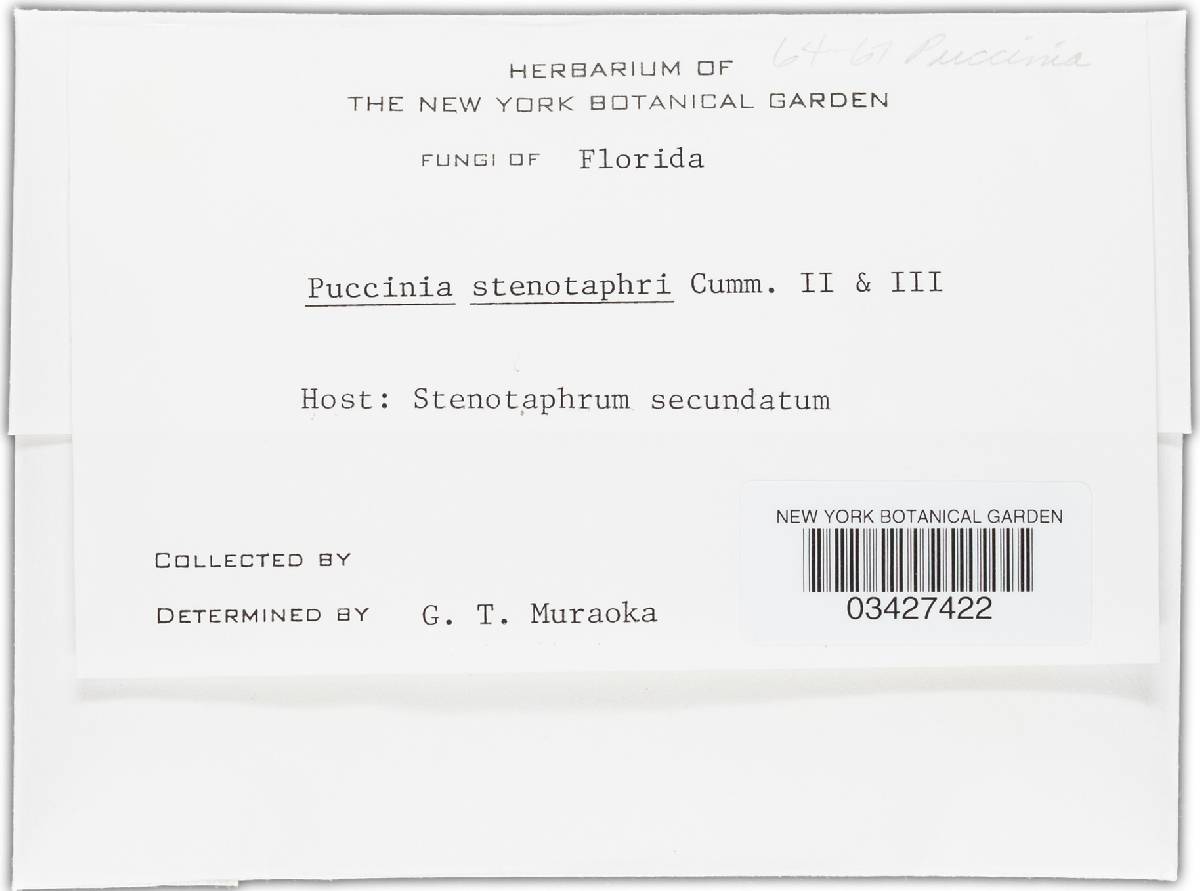 64-67 Puccinia
HERBARIUM OF
THE NEW YORK BOTANICAL GARDEN
FUNGI OF Florida
Puccinia stenotaphri Cumm. II & III
Host: Stenotaphrum secundatum
NEW YORK BOTANICAL GARDEN
03427422
COLLECTED BY
DETERMINED BY G. T. Muraoka